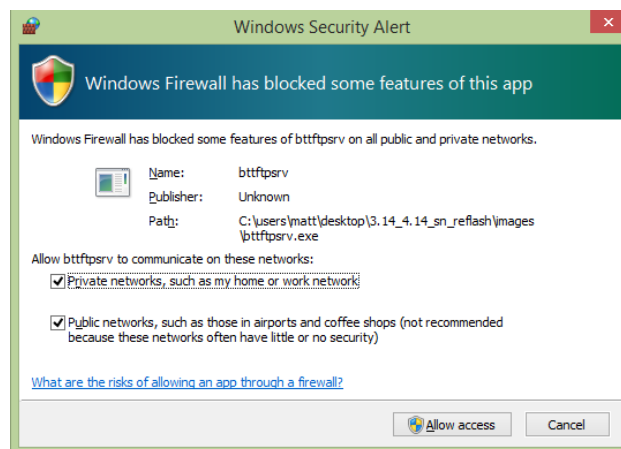 Windows Security Alert
Windows Firewall has blocked some features of this app
Windows Firewall has blocked some features of bttftpsrv on all public and private networks.
Name: bttftpsrv
Publisher: Unknown
Path: C:\users\matt\desktop\3.14_4.14_sn_reflash\images
\bttftpsrv.exe
Allow bttftpsrv to communicate on these networks:
Private networks, such as my home or work network
Public networks, such as those in airports and coffee shops (not recommended
because these networks often have little or no security)
What are the risks of allowing an app through a firewall?
Allow access Cancel